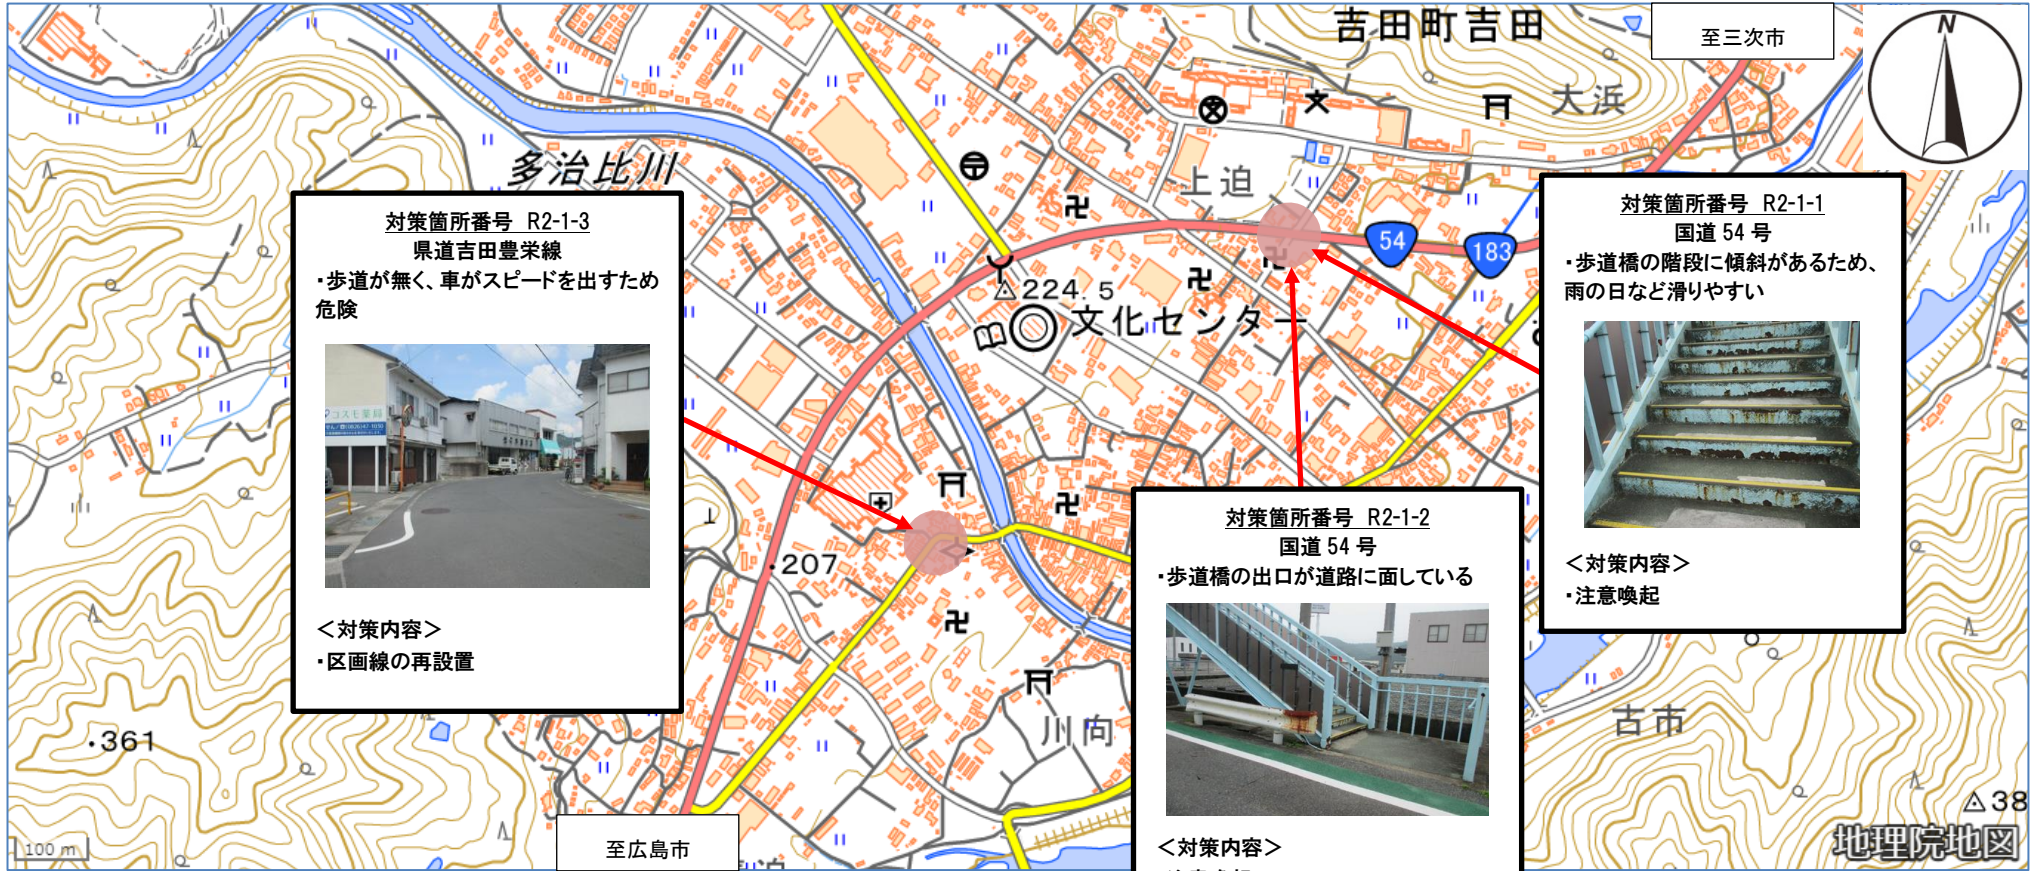 吉田町吉田
至三次市
N
大浜
多治比川
上迫
対策箇所番号 R2-1-3
県道吉田豊栄線
・歩道が無く、車がスピードを出すため
危険
コスモ薬局
<対策内容>
・区画線の再設置
対策箇所番号 R2-1-1
国道 54 号
・歩道橋の階段に傾斜があるため、
雨の日など滑りやすい
<対策内容>
・注意喚起
54
183
224.5
文化センター
対策箇所番号 R2-1-2
国道 54 号
・歩道橋の出口が道路に面している
<対策内容>
207
川向
古市
361
38
100 m
至広島市
地理院地図